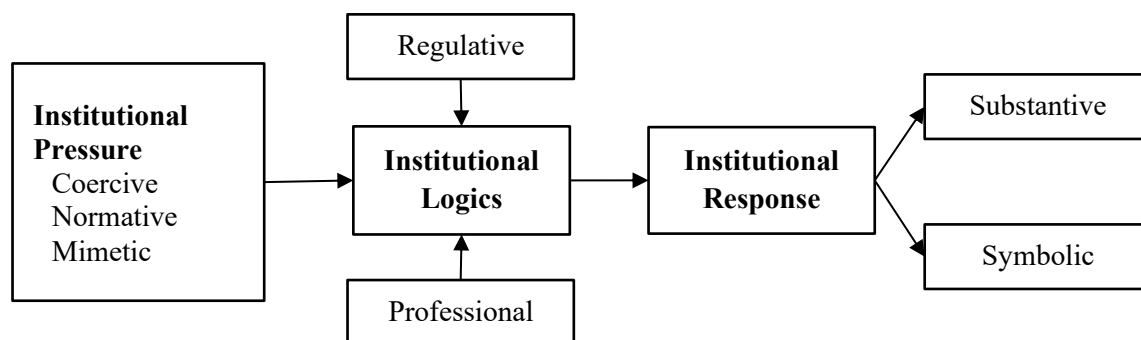 Institutional
Pressure
Coercive
Normative
Mimetic
Regulative
Institutional
Logics
Professional
Institutional
Response
Substantive
Symbolic